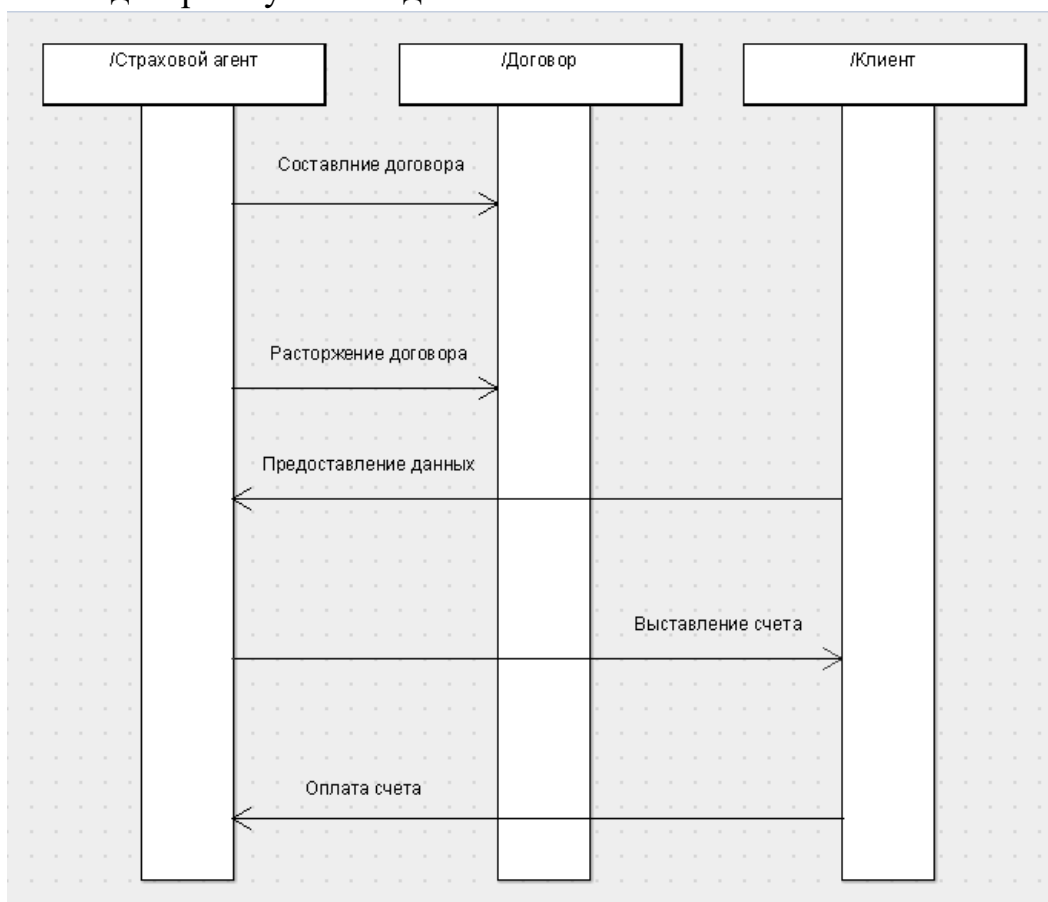 /Страховой агент
/Договор
/Клиент
Составлние договора
Расторжение договора
Предоставление данных
Выставление счета
Оплата счета